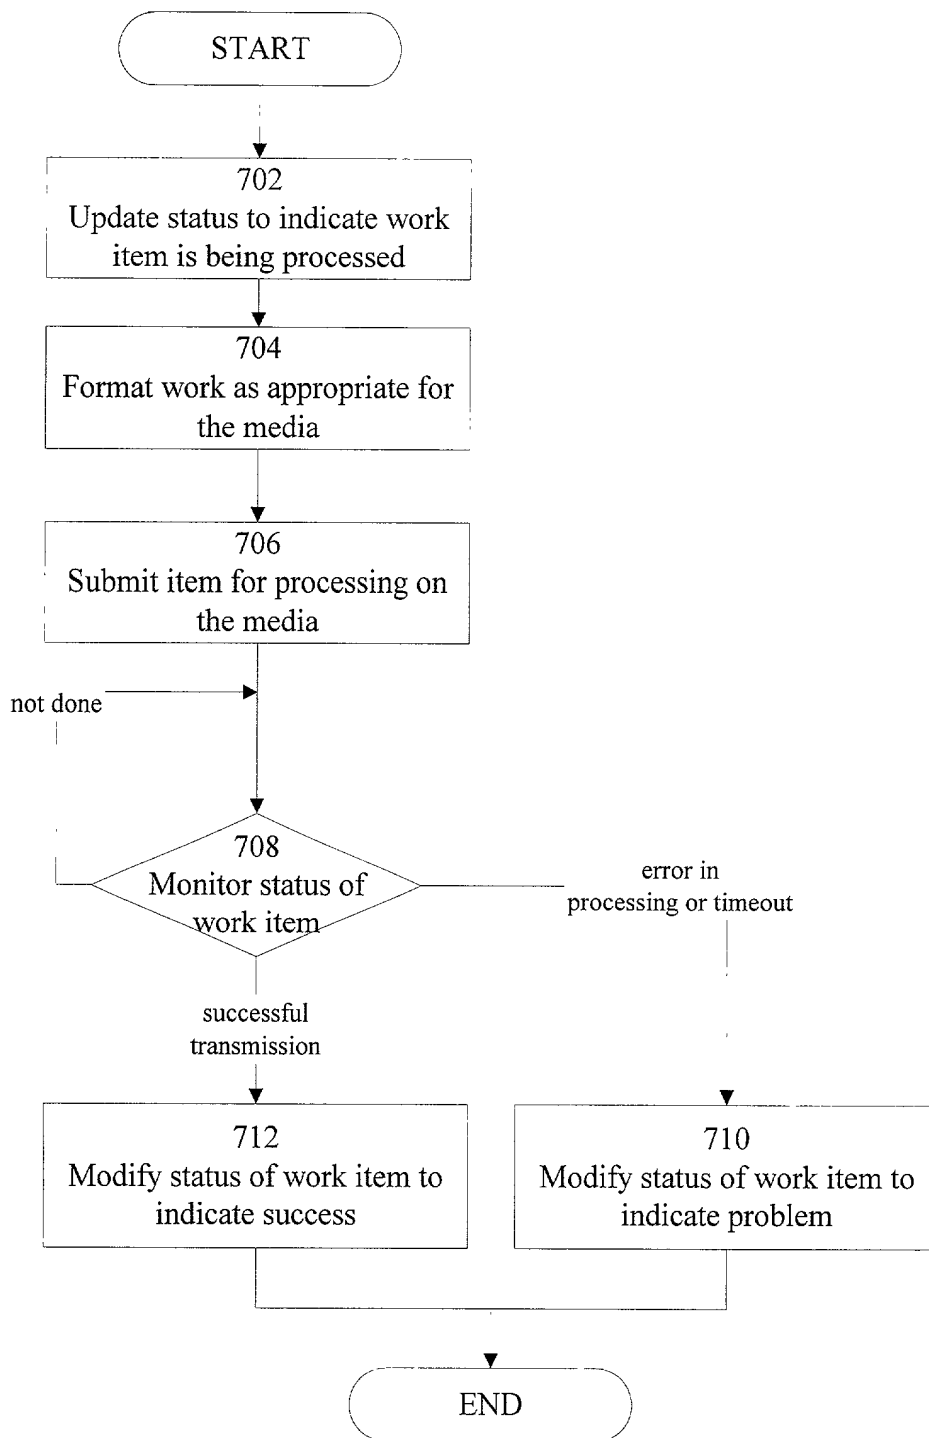 START
702
Update status to indicate work
item is being processed
704
Format work as appropriate for
the media
706
Submit item for processing on
the media
not done
708
Monitor status of
work item
error in
processing or timeout
successful
transmission
712
Modify status of work item to
indicate success
710
Modify status of work item to
indicate problem
END